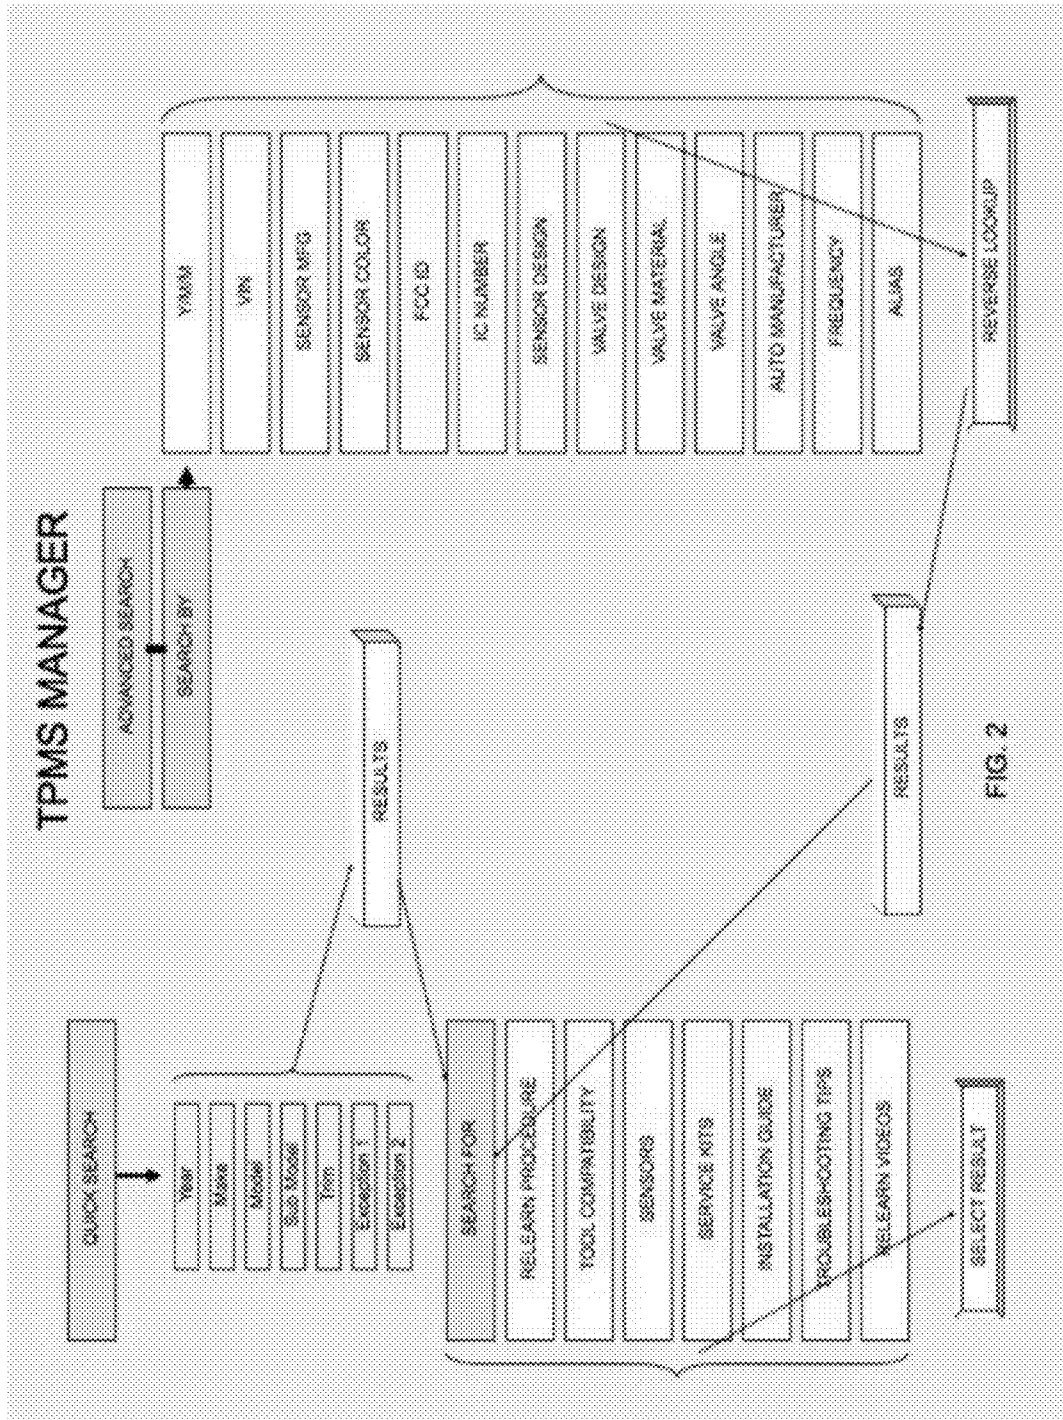 TPMS MANAGER
QUICK SEARCH
Year
Make
Model
Sub Model
Trim
Exception 1
Exception 2
SEARCH FOR
RELEARN PROCEDURE
TOOL COMPATIBILITY
SENSORS
SERVICE KITS
INSTALLATION GUIDE
TROUBLESHOOTING TIPS
RELEARN VIDEOS
SELECT RESULT
RESULTS
ADVANCED SEARCH
SEARCH BY
Y/M/M
VIN
SENSOR MFG
SENSOR COLOR
FCC ID
IC NUMBER
SENSOR DESIGN
VALVE DESIGN
VALVE MATERIAL
VALVE ANGLE
AUTO MANUFACTURER
FREQUENCY
ALIAS
REVERSE LOOKUP
RESULTS
FIG. 2